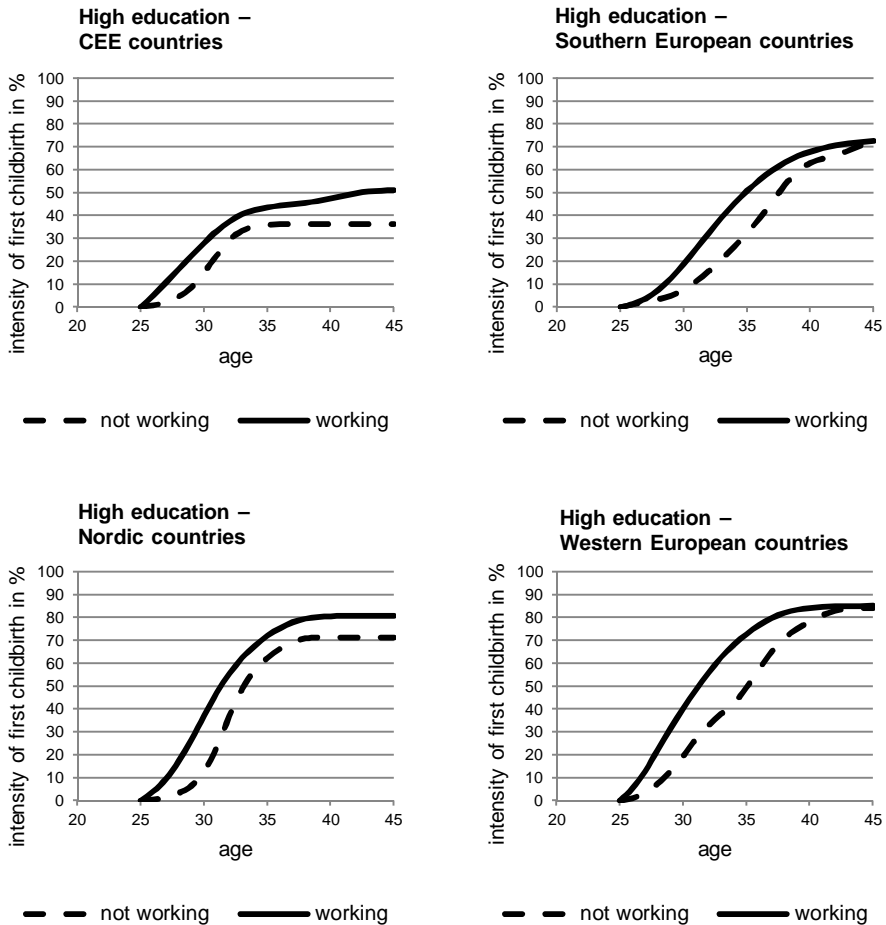 High education –
CEE countries
intensity of first childbirth in %
100
90
80
70
60
50
40
30
20
10
0
20 25 30 35 40 45
age
not working working
High education –
Southern European countries
intensity of first childbirth in %
100
90
80
70
60
50
40
30
20
10
0
20 25 30 35 40 45
age
not working working
High education –
Nordic countries
intensity of first childbirth in %
100
90
80
70
60
50
40
30
20
10
0
20 25 30 35 40 45
age
not working working
High education –
Western European countries
intensity of first childbirth in %
100
90
80
70
60
50
40
30
20
10
0
20 25 30 35 40 45
age
not working working